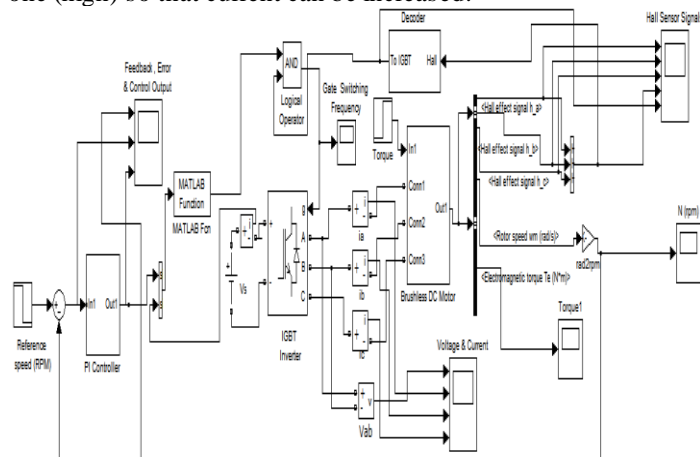 one (high) so that current can be increased.
Decoder
Hall Sensor Signal
To IGBT
Hall
AND
Logical
Operator
Feedback , Error
& Control Output
Gate Switching
Frequency
Torque
<Hall effect signal h_a>
<Hall effect signal h_b>
<Hall effect signal h_c>
In1
Conn1
Conn2
Conn3
Out1
Brushless DC Motor
MATLAB
Function
MATLAB Fcn
Vs
g
A
B
C
+
-
IGBT
Inverter
ia
ib
ic
<Rotor speed wm (rad/s)>
rad2rpm
N (rpm)
<Electromagnetic torque Te (N*m)>
Torque1
Reference
speed (RPM)
In1
Out1
PI Controller
Voltage & Current
v
Vab